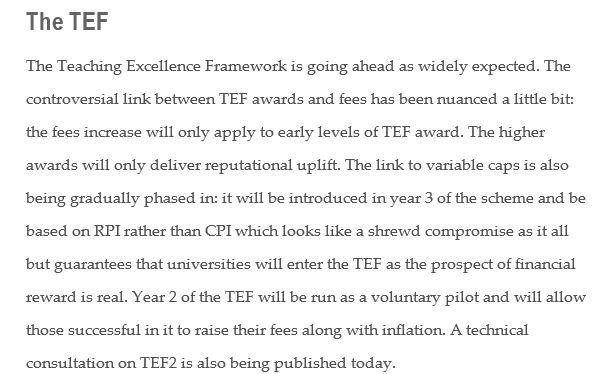 The TEF
The Teaching Excellence Framework is going ahead as widely expected. The
controversial link between TEF awards and fees has been nuanced a little bit:
the fees increase will only apply to early levels of TEF award. The higher
awards will only deliver reputational uplift. The link to variable caps is also
being gradually phased in: it will be introduced in year 3 of the scheme and be
based on RPI rather than CPI which looks like a shrewd compromise as it all
but guarantees that universities will enter the TEF as the prospect of financial
reward is real. Year 2 of the TEF will be run as a voluntary pilot and will allow
those successful in it to raise their fees along with inflation. A technical
consultation on TEF2 is also being published today.